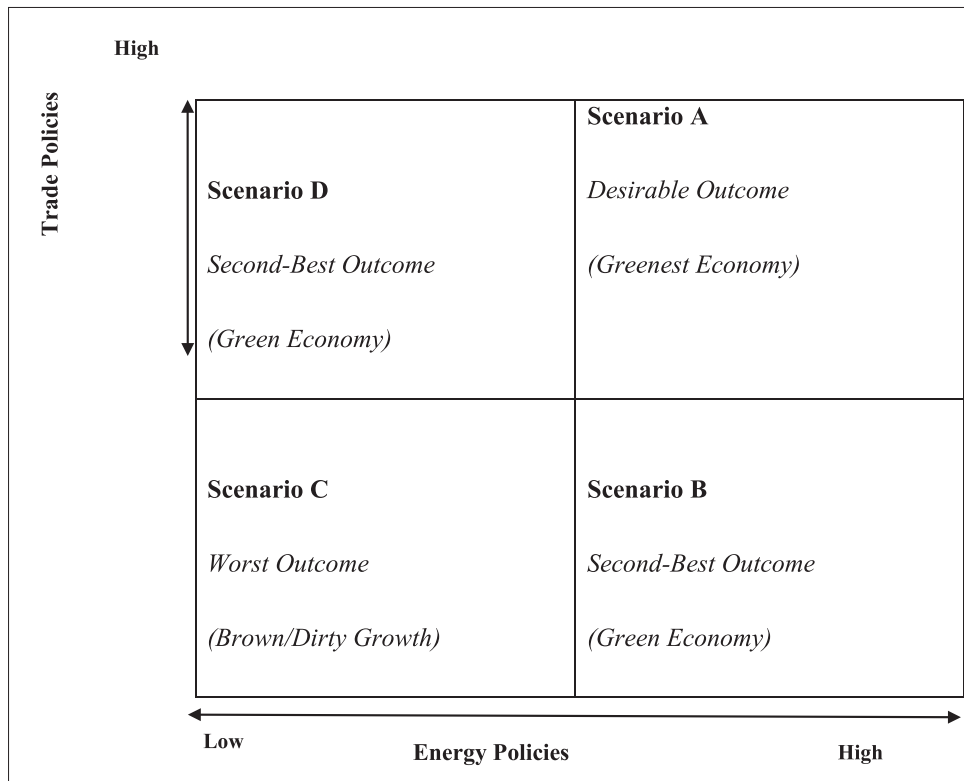 High
Trade Policies
Scenario D
Second-Best Outcome
(Green Economy)
Scenario A
Desirable Outcome
(Greenest Economy)
Scenario C
Worst Outcome
(Brown/Dirty Growth)
Scenario B
Second-Best Outcome
(Green Economy)
Low
Energy Policies
High